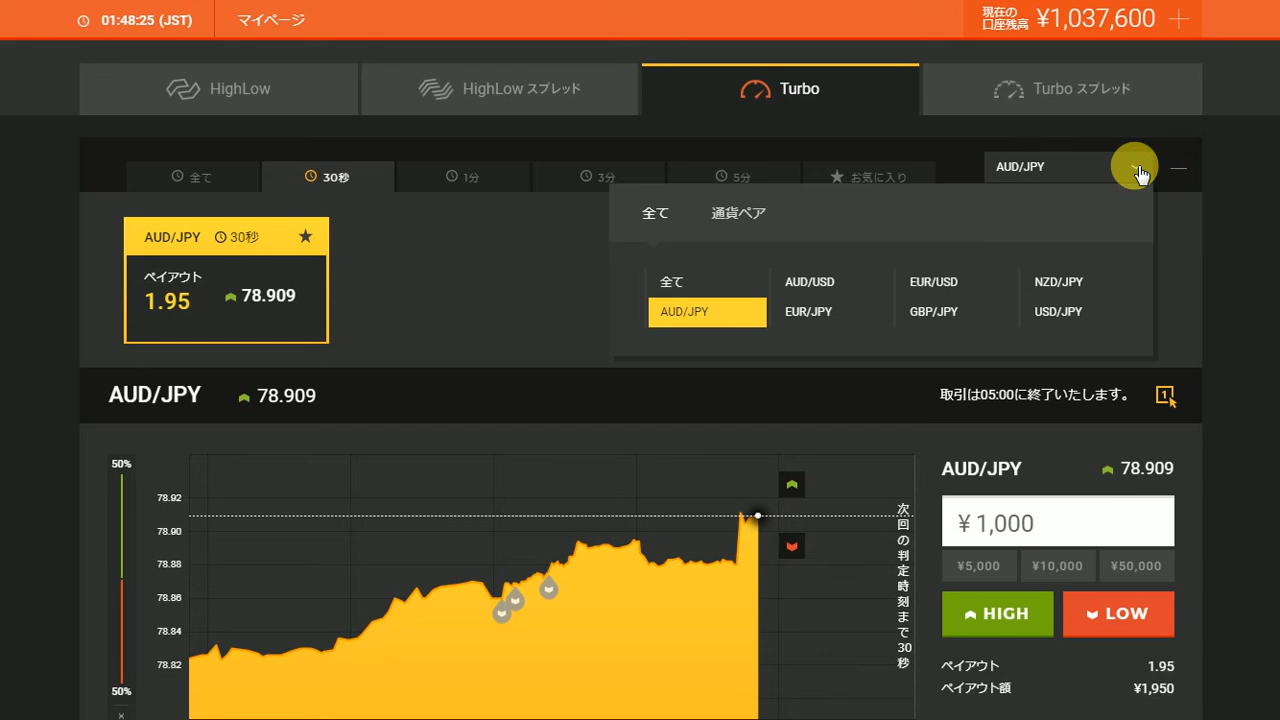 01:48:25 (JST)
マイページ
現在の
口座残高
¥1,037,600
HighLow
HighLow スプレッド
Turbo
Turbo スプレッド
全て
30秒
1分
3分
5分
お気に入り
AUD/JPY
全て
通貨ペア
全て
AUD/USD
EUR/USD
NZD/JPY
AUD/JPY
EUR/JPY
GBP/JPY
USD/JPY
AUD/JPY
30秒
ペイアウト
1.95
78.909
AUD/JPY
78.909
取引は05:00に終了いたします。
1
50%
50%
78.92
78.90
78.88
78.86
78.84
78.82
次回の判定時刻まで30秒
AUD/JPY
78.909
¥ 1,000
¥5,000
¥10,000
¥50,000
HIGH
LOW
ペイアウト
1.95
ペイアウト額
¥1,950